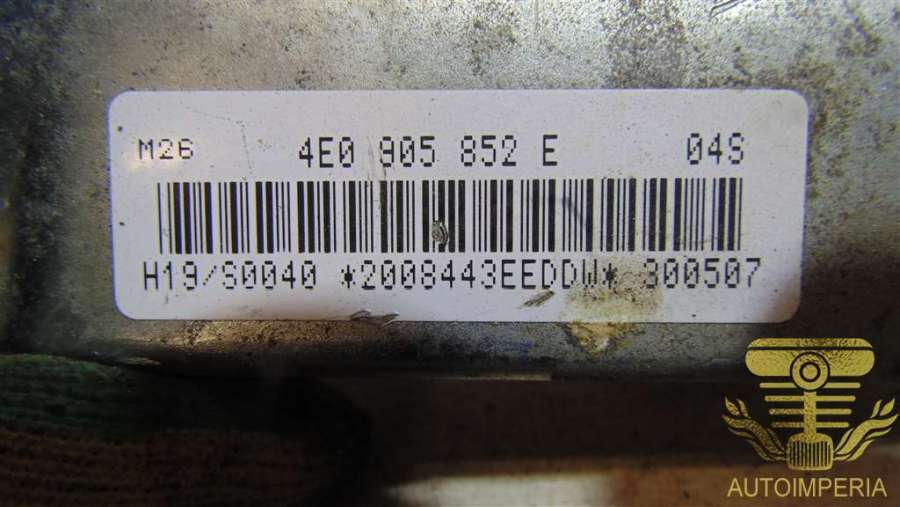 M26 4E0 905 852 E 04S
H19/S0040 *2008443EEDDW* 300507
AUTOIMPERIA